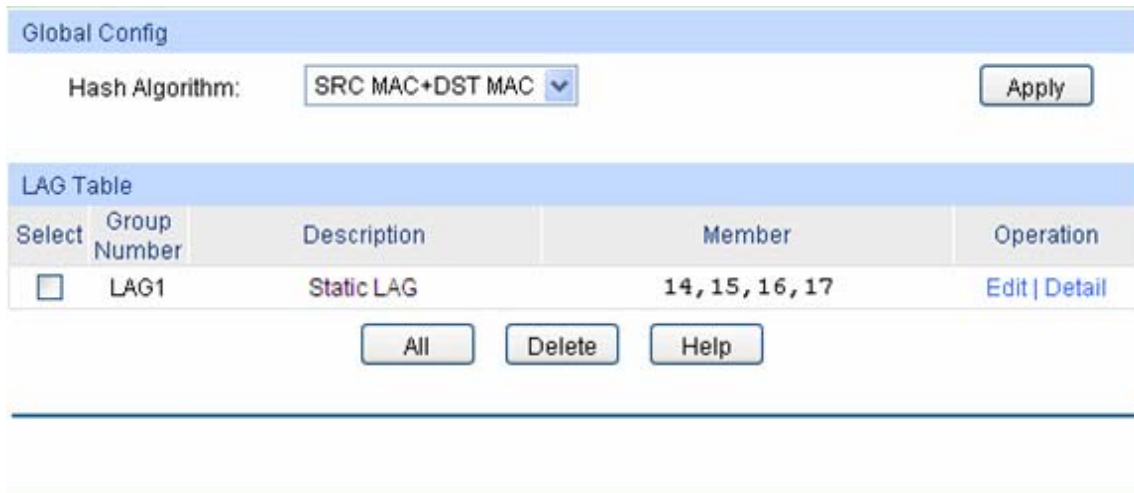 Global Config
Hash Algorithm: SRC MAC+DST MAC Apply
LAG Table
Select Group Number Description Member Operation
LAG1 Static LAG 14,15,16,17 Edit | Detail
All Delete Help